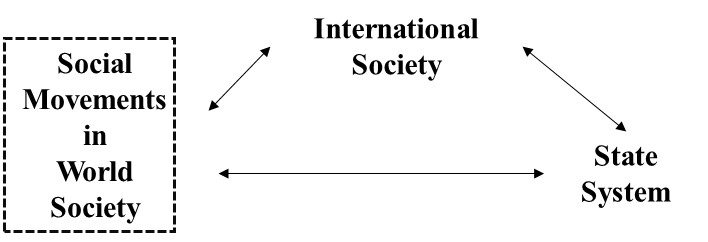 International
Society
Social
Movements
in
World
Society
State
System